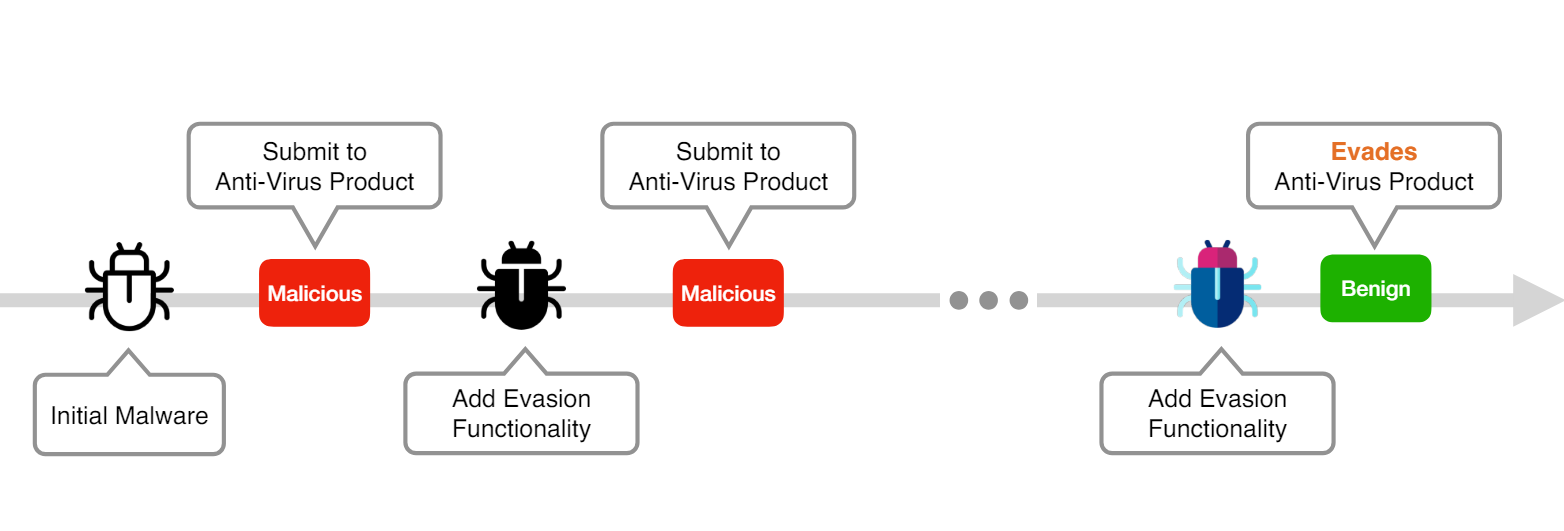 Submit to
Anti-Virus Product
Submit to
Anti-Virus Product
Evades
Anti-Virus Product
Malicious
Malicious
Benign
Initial Malware
Add Evasion
Functionality
Add Evasion
Functionality